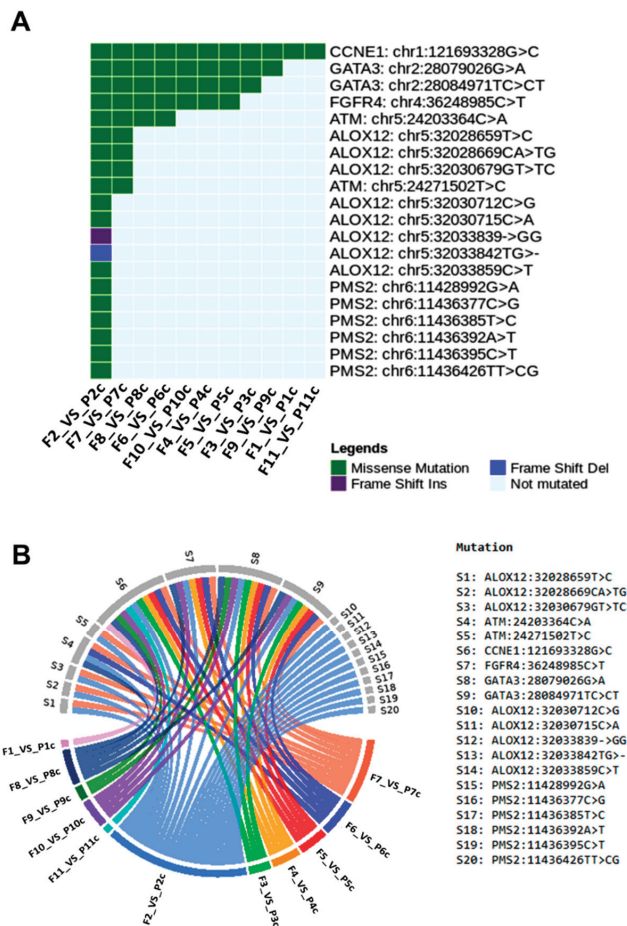 A
CCNE1: chr1:121693328G>C
GATA3: chr2:28079026G>A
GATA3: chr2:28084971TC>CT
FGFR4: chr4:36248985C>T
ATM: chr5:24203364C>A
ALOX12: chr5:32028659T>C
ALOX12: chr5:32028669CA>TG
ALOX12: chr5:32030679GT>TC
ATM: chr5:24271502T>C
ALOX12: chr5:32030712C>G
ALOX12: chr5:32030715C>A
ALOX12: chr5:32033839->GG
ALOX12: chr5:32033842TG>-
ALOX12: chr5:32033859C>T
PMS2: chr6:11428992G>A
PMS2: chr6:11436377C>G
PMS2: chr6:11436385T>C
PMS2: chr6:11436392A>T
PMS2: chr6:11436395C>T
PMS2: chr6:11436426TT>CG
F2_VS_P2c
F7_VS_P7c
F8_VS_P8c
F6_VS_P6c
F10_VS_P10c
F4_VS_P4c
F5_VS_P5c
F3_VS_P3c
F9_VS_P9c
F1_VS_P1c
F11_VS_P11c
Legends
Missense Mutation
Frame Shift Del
Frame Shift Ins
Not mutated
B
S1
S2
S3
S4
S5
S6
S7
S8
S9
S10
S11
S12
S13
S14
S15
S16
S17
S18
S19
S20
F1_VS_P1c
F8_VS_P8c
F9_VS_P9c
F10_VS_P10c
F11_VS_P11c
F2_VS_P2c
F3_VS_P3c
F4_VS_P4c
F5_VS_P5c
F6_VS_P6c
F7_VS_P7c
Mutation
S1: ALOX12:32028659T>C
S2: ALOX12:32028669CA>TG
S3: ALOX12:32030679GT>TC
S4: ATM:24203364C>A
S5: ATM:24271502T>C
S6: CCNE1:121693328G>C
S7: FGFR4:36248985C>T
S8: GATA3:28079026G>A
S9: GATA3:28084971TC>CT
S10: ALOX12:32030712C>G
S11: ALOX12:32030715C>A
S12: ALOX12:32033839->GG
S13: ALOX12:32033842TG>-
S14: ALOX12:32033859C>T
S15: PMS2:11428992G>A
S16: PMS2:11436377C>G
S17: PMS2:11436385T>C
S18: PMS2:11436392A>T
S19: PMS2:11436395C>T
S20: PMS2:11436426TT>CG